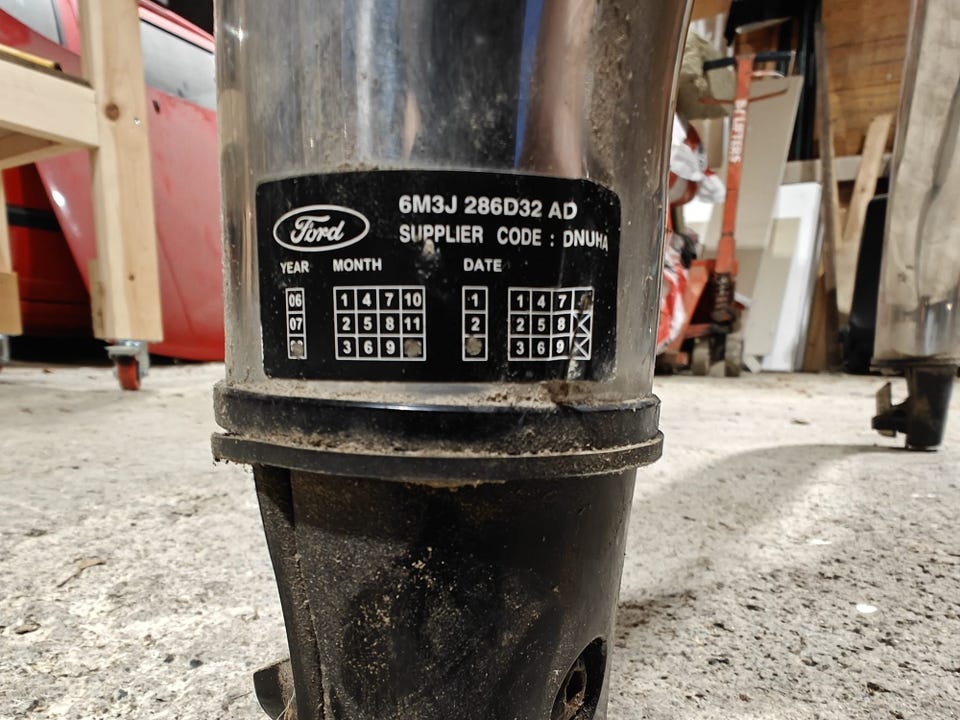 Ford
6M3J 286D32 AD
SUPPLIER CODE : DNUHA
YEAR MONTH DATE
06 1 4 7 10 1 1 4 7
07 2 5 8 11 2 2 5 8
3 6 9 3 6 9
LIFTERS